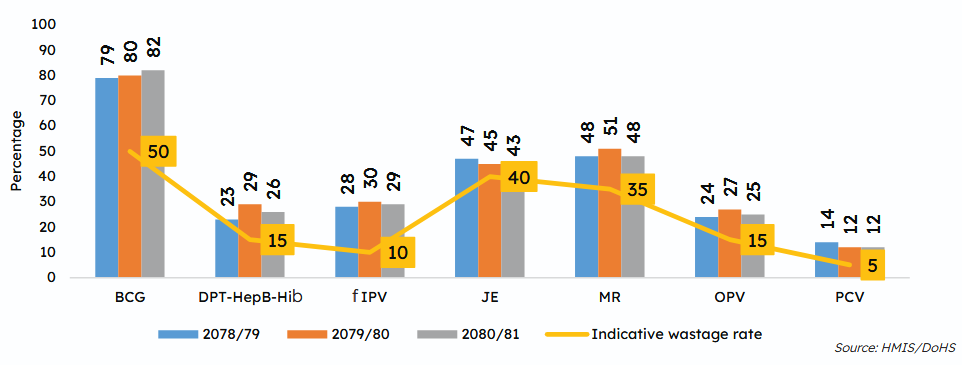 100
90
80
70
60
50
40
30
20
10
0
Percentage
79 80 82
50
23 29 26
15
28 30 29
10
47 45 43
40
48 51 48
35
24 27 25
15
14 12 12
5
BCG DPT-HepB-Hib fIPV JE MR OPV PCV
2078/79 2079/80 2080/81 Indicative wastage rate
Source: HMIS/DoHS